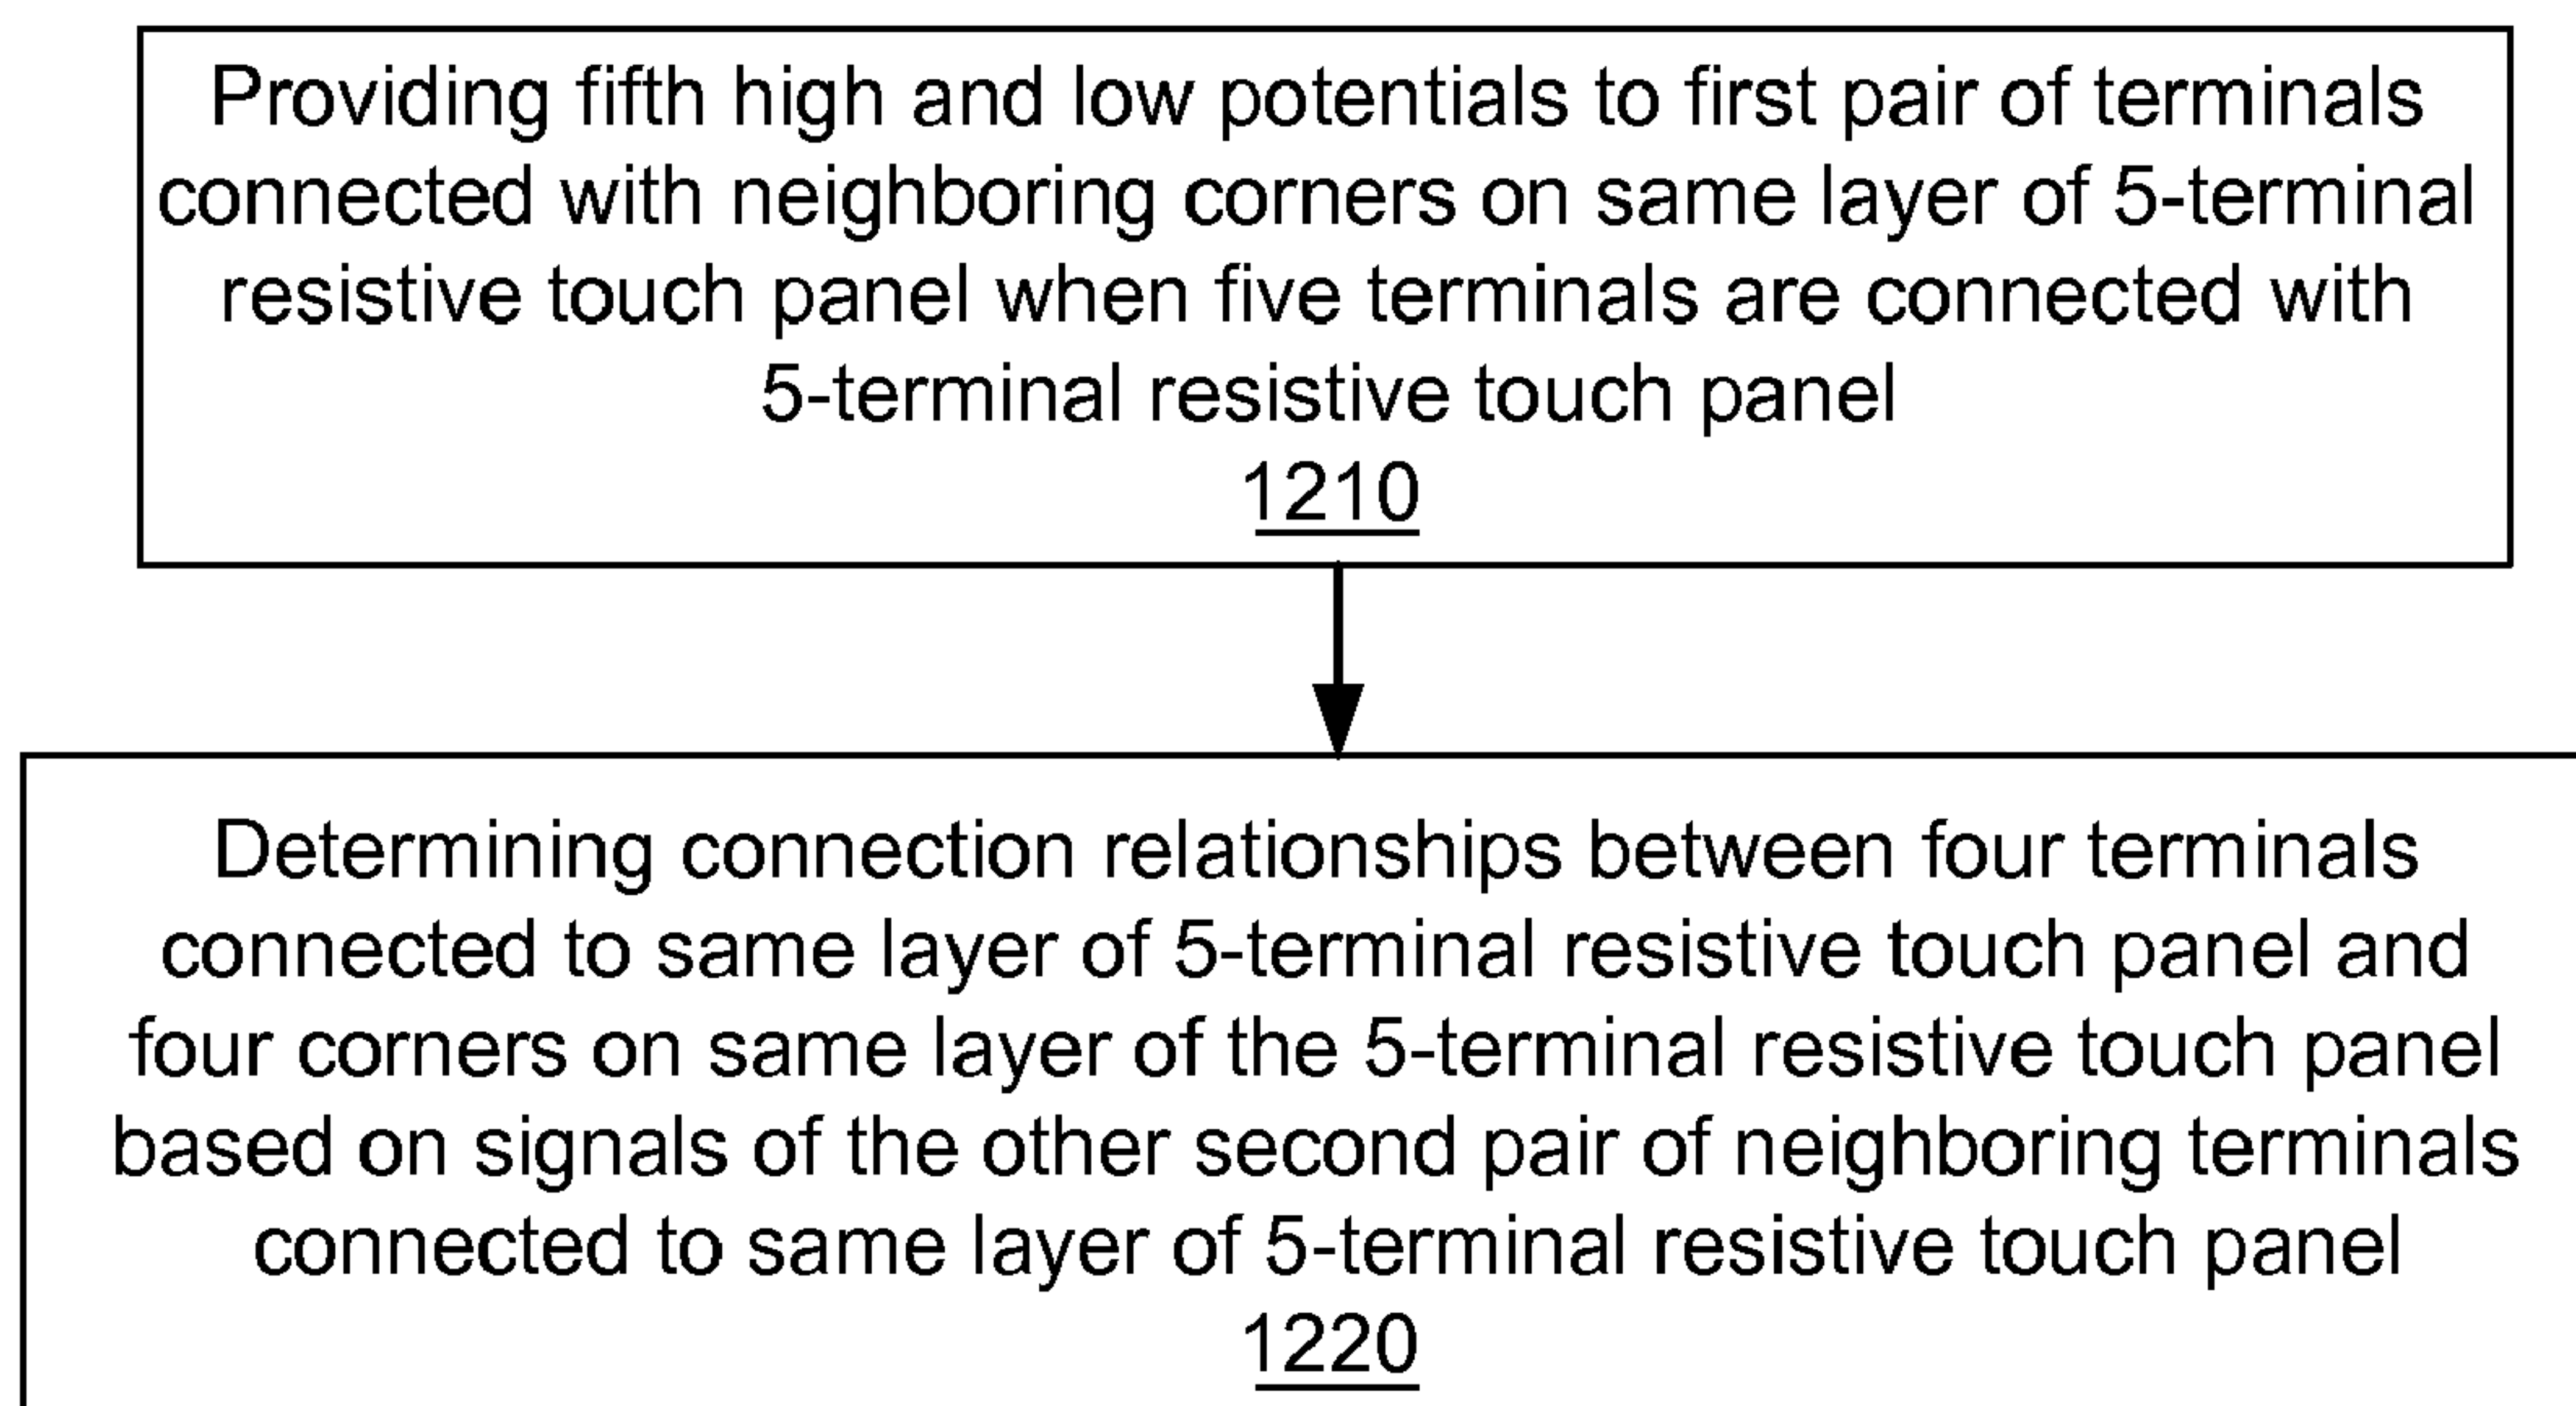 Providing fifth high and low potentials to first pair of terminals
connected with neighboring corners on same layer of 5-terminal
resistive touch panel when five terminals are connected with
5-terminal resistive touch panel
1210
Determining connection relationships between four terminals
connected to same layer of 5-terminal resistive touch panel and
four corners on same layer of the 5-terminal resistive touch panel
based on signals of the other second pair of neighboring terminals
connected to same layer of 5-terminal resistive touch panel
1220